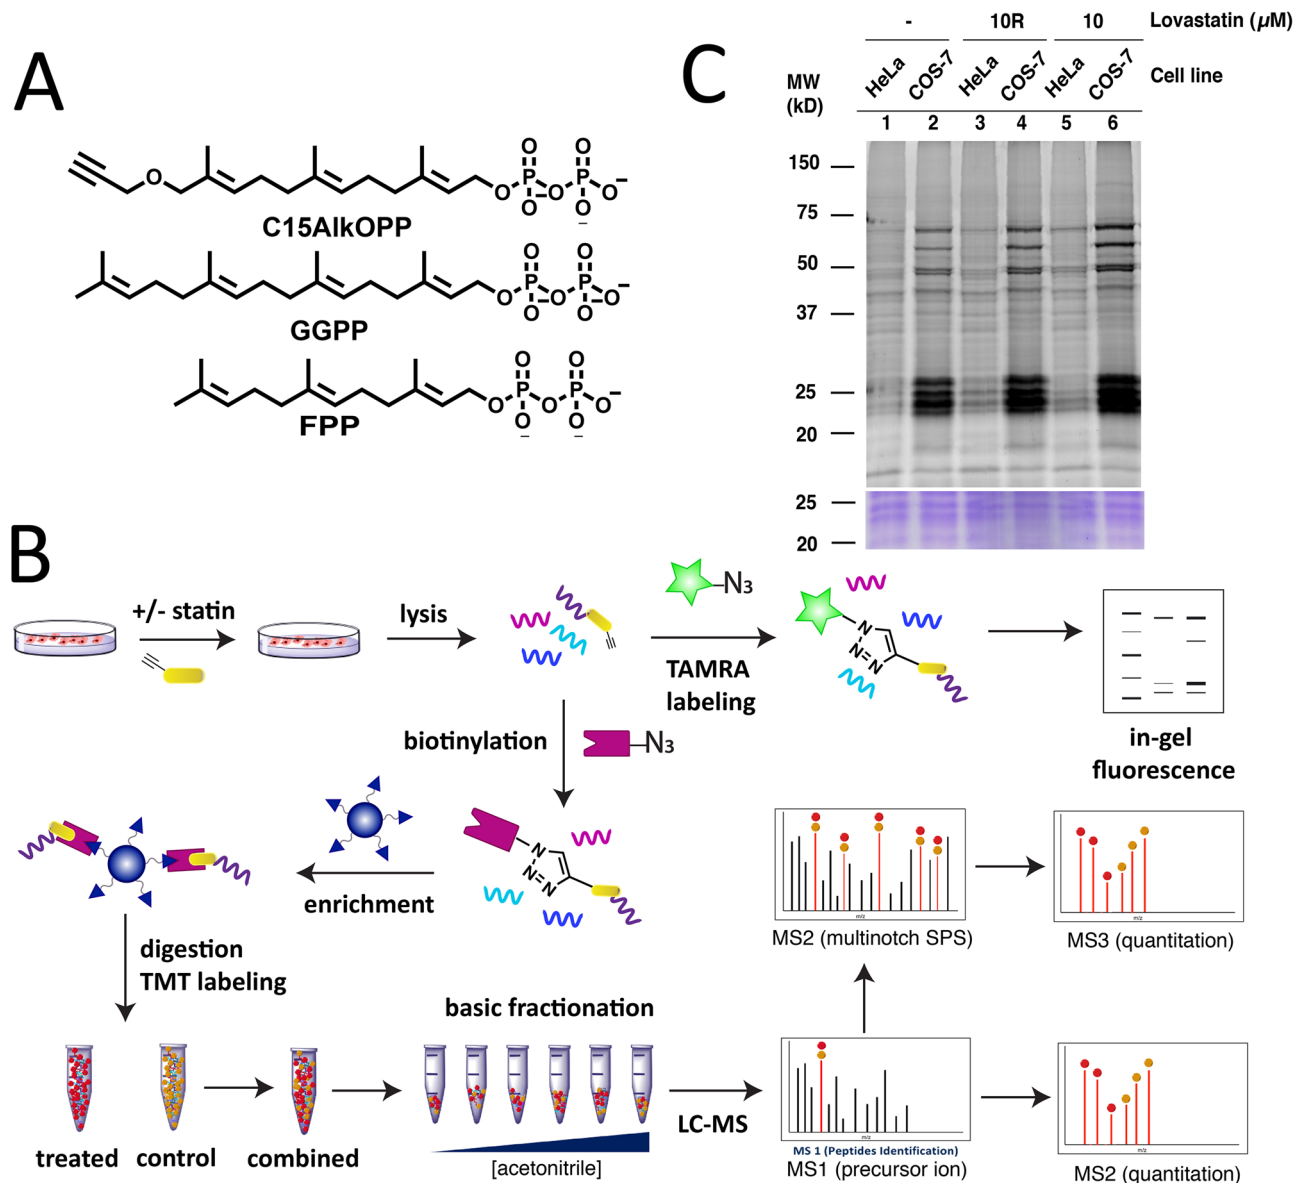 A
O
O P O P O −
O O
−
C15AlkOPP
O O
O P O P O −
O O
GGPP
O O
O P O P O −
O O
− −
FPP
C
- 10R 10 Lovastatin (µM)
MW
(kD)
HeLa COS-7 HeLa COS-7 HeLa COS-7 Cell line
1 2 3 4 5 6
150
75
50
37
25
20
25
20
B
+/- statin
lysis
N3
TAMRA
labeling
N
N=N
in-gel
fluorescence
biotinylation
N3
enrichment
N
N=N
digestion
TMT labeling
m/z
MS2 (multinotch SPS)
m/z
MS3 (quantitation)
basic fractionation
treated
control
combined
[acetonitrile]
LC-MS
m/z
MS 1 (Peptides Identification)
MS1 (precursor ion)
m/z
MS2 (quantitation)